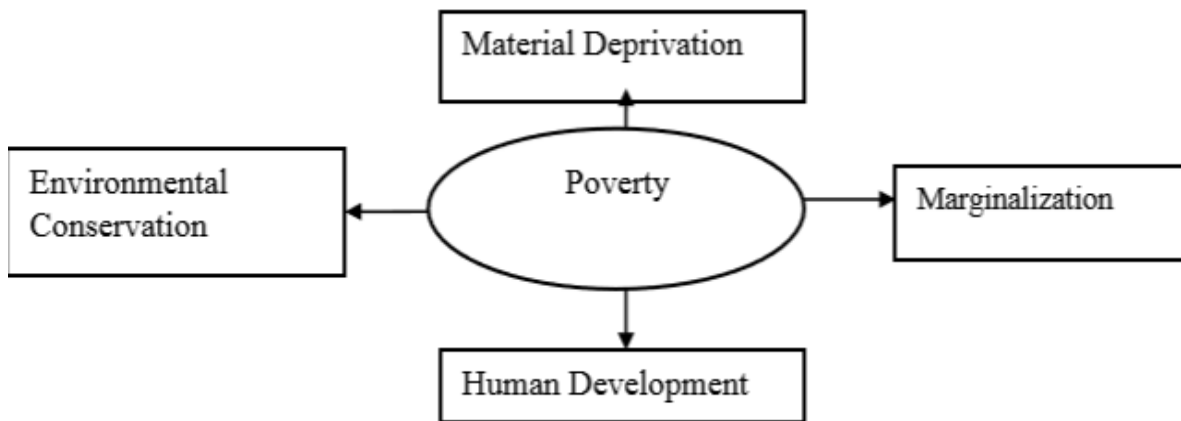 Material Deprivation
Environmental
Conservation
Poverty
Marginalization
Human Development